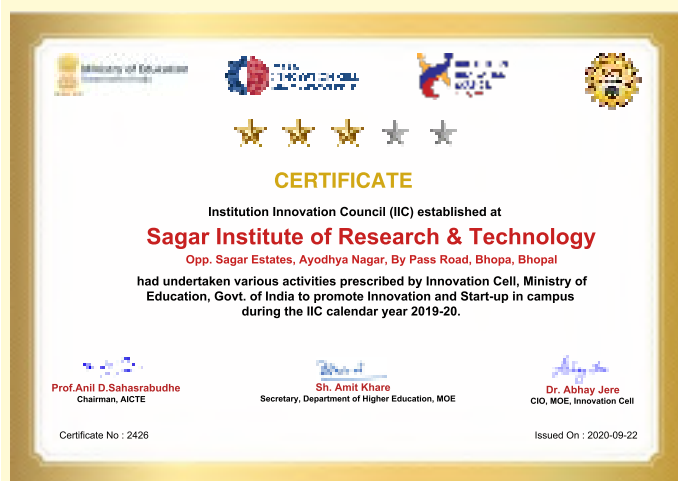 Ministry of Education
INNOVATION CELL
CERTIFICATE
Institution Innovation Council (IIC) established at
Sagar Institute of Research & Technology
Opp. Sagar Estates, Ayodhya Nagar, By Pass Road, Bhopa, Bhopal
had undertaken various activities prescribed by Innovation Cell, Ministry of
Education, Govt. of India to promote Innovation and Start-up in campus
during the IIC calendar year 2019-20.
Prof.Anil D.Sahasrabudhe
Chairman, AICTE
Sh. Amit Khare
Secretary, Department of Higher Education, MOE
Dr. Abhay Jere
CIO, MOE, Innovation Cell
Certificate No : 2426
Issued On : 2020-09-22